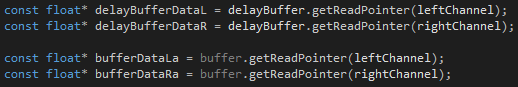 const float* delayBufferDataL = delayBuffer.getReadPointer(leftChannel);
const float* delayBufferDataR = delayBuffer.getReadPointer(rightChannel);
const float* bufferDataLa = buffer.getReadPointer(leftChannel);
const float* bufferDataRa = buffer.getReadPointer(rightChannel);